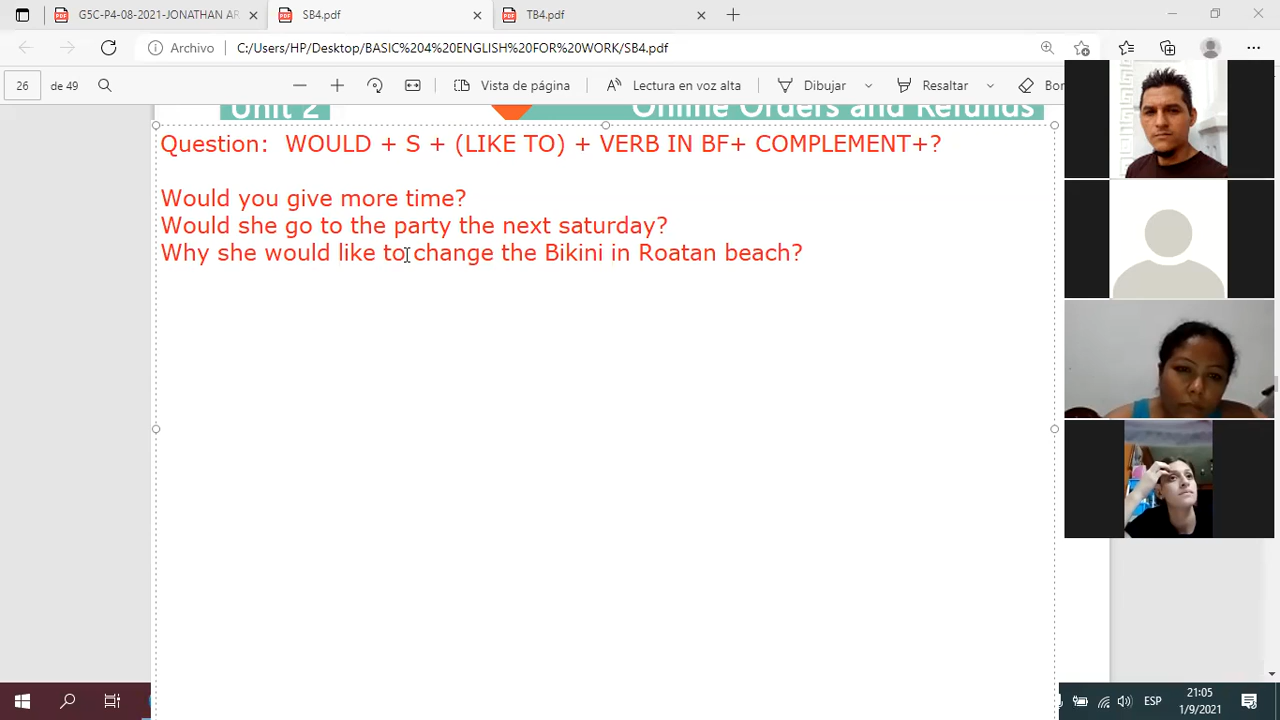 G5C-P4-08-2021-JONATHAN AR
SB4.pdf
TB4.pdf
Archivo
C:/Users/HP/Desktop/BASIC%204%20ENGLISH%20FOR%20WORK/SB4.pdf
26
de 49
Vista de página
Lectura en voz alta
Dibujar
Resaltar
Bor
Unit 2
Online Orders and Refunds
Question: WOULD + S + (LIKE TO) + VERB IN BF+ COMPLEMENT+?
Would you give more time?
Would she go to the party the next saturday?
Why she would like to change the Bikini in Roatan beach?
ESP
21:05
1/9/2021